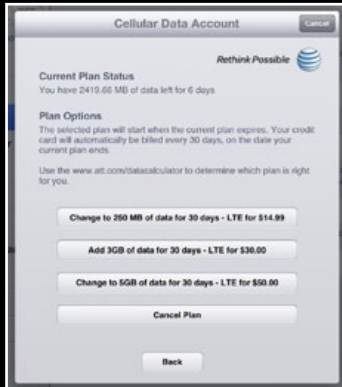 Cellular Data Account
Cancel
Rethink Possible
Current Plan Status
You have 2419.66 MB of data left for 6 days
Plan Options
The selected plan will start when the current plan expires. Your credit
card will automatically be billed every 30 days, on the date your
current plan ends.
Use the www.att.com/datacalculator to determine which plan is right
for you.
Change to 250 MB of data for 30 days - LTE for $14.99
Add 3GB of data for 30 days - LTE for $30.00
Change to 5GB of data for 30 days - LTE for $50.00
Cancel Plan
Back